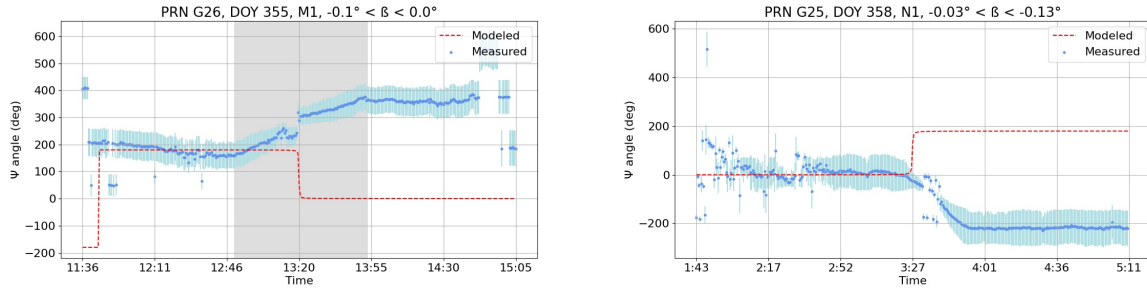 PRN G26, DOY 355, M1, -0.1° < ß < 0.0°
600
500
400
300
200
100
0
−100
−200
Ψ angle (deg)
Modeled
Measured
11:36 12:11 12:46 13:20 13:55 14:30 15:05
Time
PRN G25, DOY 358, N1, -0.03° < ß < -0.13°
600
400
200
0
−200
Ψ angle (deg)
Modeled
Measured
1:43 2:17 2:52 3:27 4:01 4:36 5:11
Time